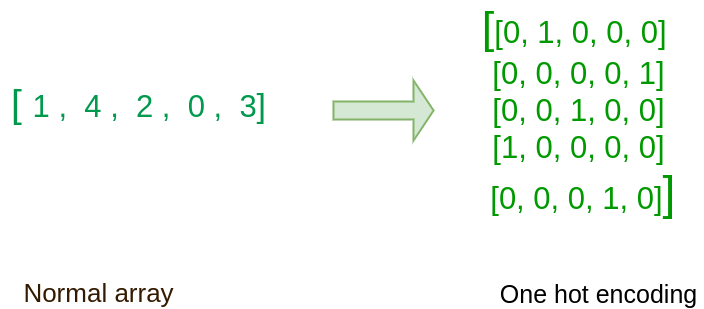 [ 1 , 4 , 2 , 0 , 3]
[[0, 1, 0, 0, 0]
[0, 0, 0, 0, 1]
[0, 0, 1, 0, 0]
[1, 0, 0, 0, 0]
[0, 0, 0, 1, 0]]
Normal array
One hot encoding